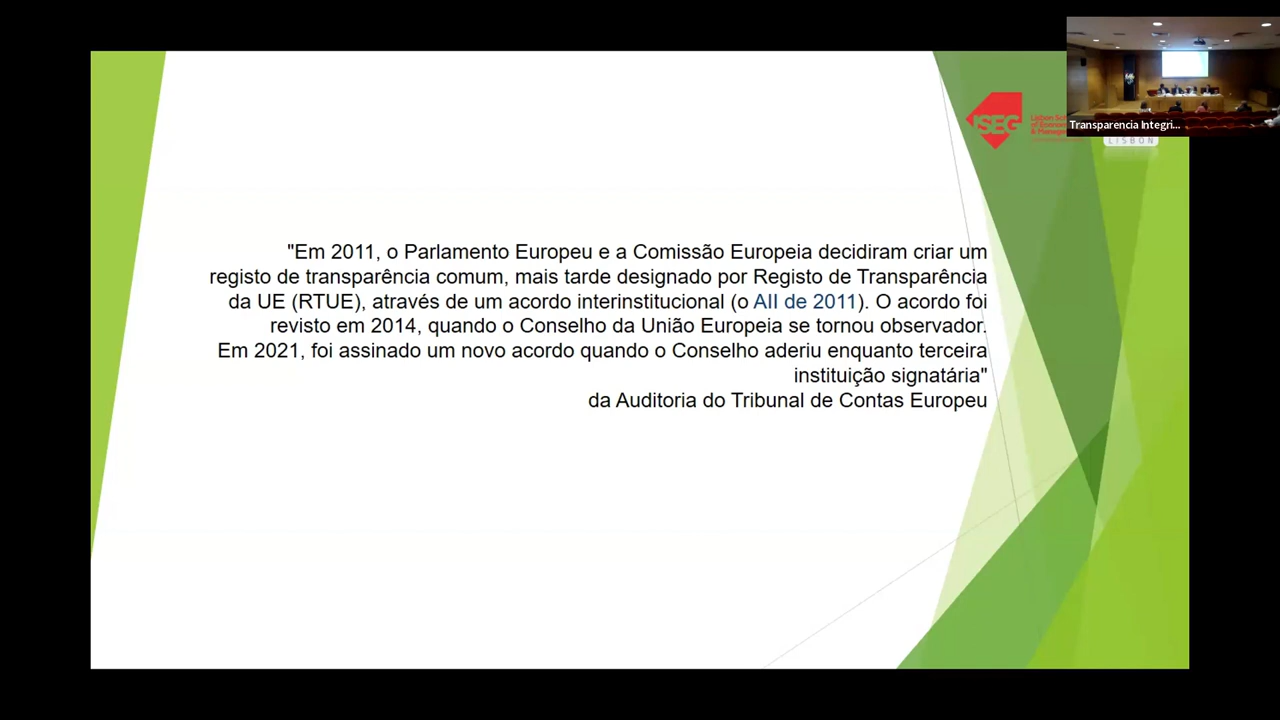 Transparencia Integri...
ISEG
Lisbon
LISBON
"Em 2011, o Parlamento Europeu e a Comissão Europeia decidiram criar um
registo de transparência comum, mais tarde designado por Registo de Transparência
da UE (RTUE), através de um acordo interinstitucional (o AII de 2011). O acordo foi
revisto em 2014, quando o Conselho da União Europeia se tornou observador.
Em 2021, foi assinado um novo acordo quando o Conselho aderiu enquanto terceira
instituição signatária"
da Auditoria do Tribunal de Contas Europeu